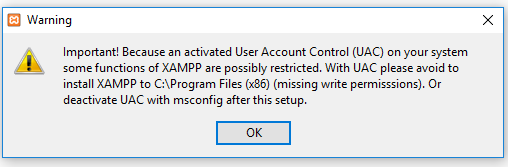 Warning
Important! Because an activated User Account Control (UAC) on your system
some functions of XAMPP are possibly restricted. With UAC please avoid to
install XAMPP to C:\Program Files (x86) (missing write permisssions). Or
deactivate UAC with msconfig after this setup.
OK